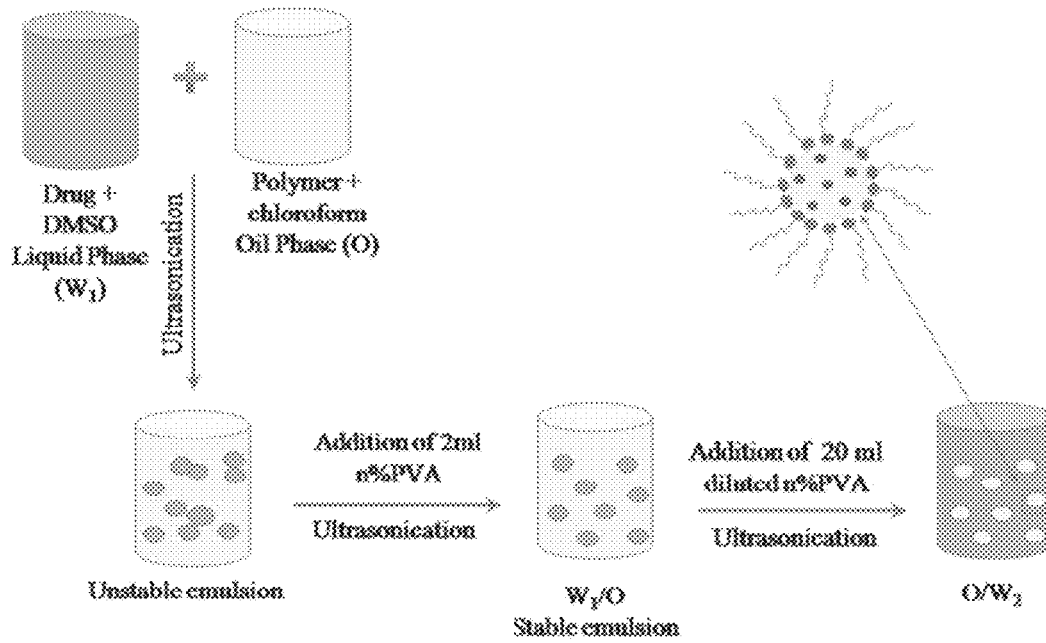 Drug +
DMSO
Liquid Phase
(W₁)
Polymer +
chloroform
Oil Phase (O)
Ultrasonication
Unstable emulsion
Addition of 2ml
n%PVA
Ultrasonication
W₁/O
Stable emulsion
Addition of 20 ml
diluted n%PVA
Ultrasonication
O/W₂